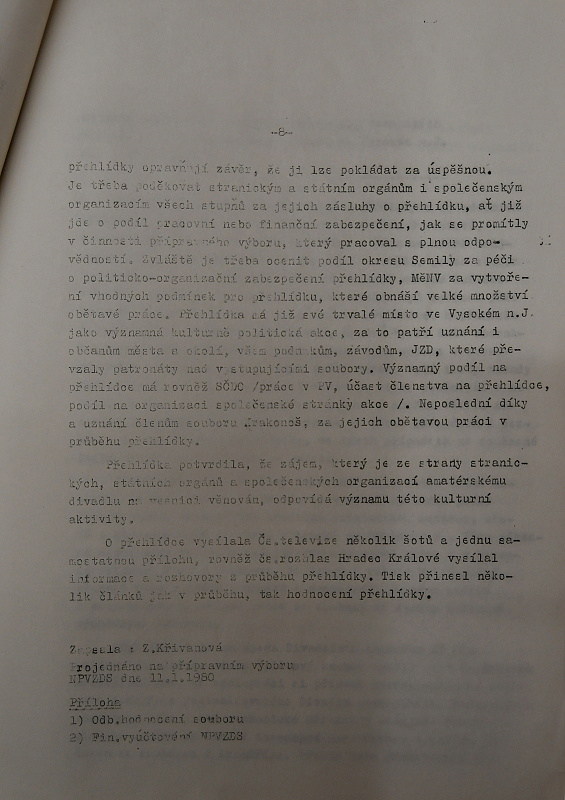 -8-
přehlídky opravňují závěr, že ji lze pokládat za úspěšnou.
Je třeba poděkovat stranickým a státním orgánům i společenským
organizacím všech stupňů za jejich zásluhy o přehlídku, ať již
jde o podíl pracovní nebo finanční zabezpečení, jak se promítly
v činnosti přípravného výboru, který pracoval s plnou odpo-
vědností. Zvláště je třeba ocenit podíl okresu Semily za péči
o politicko-organizační zabezpečení přehlídky, MěNV za vytvoře-
ní vhodných podmínek pro přehlídku, které obnáší velké množství
obětavé práce. Přehlídka má již své trvalé místo ve Vysokém n.J.
jako významná kulturně politická akce, za to patří uznání i
občanům města a okolí, všem podnikům, závodům, JZD, které pře-
vzaly patronáty nad vystupujícími soubory. Významný podíl na
přehlídce má rovněž SČDO /práce v PV, účast členstva na přehlídce,
podíl na organizaci společenské stránky akce /. Neposlední díky
a uznání členům souboru Krakonoš, za jejich obětavou práci v
průběhu přehlídky.
Přehlídka potvrdila, že zájem, který je ze strany stranic-
kých, státních orgánů a společenských organizací amatérskému
divadlu na vesnici věnován, odpovídá významu této kulturní
aktivity.
O přehlídce vysílala Čs.televize několik šotů a jednu sa-
mostatnou přílohu, rovněž čs.rozhlas Hradec Králové vysílal
informace a rozhovory z průběhu přehlídky. Tisk přinesl něko-
lik článků jak v průběhu, tak hodnocení přehlídky.
Zapsala : Z.Křivanová
Projednáno na přípravním výboru
NPVZDS dne 11.1.1980
Příloha
1) Odb.hodnocení souboru
2) Fin.vyúčtování NPVZDS